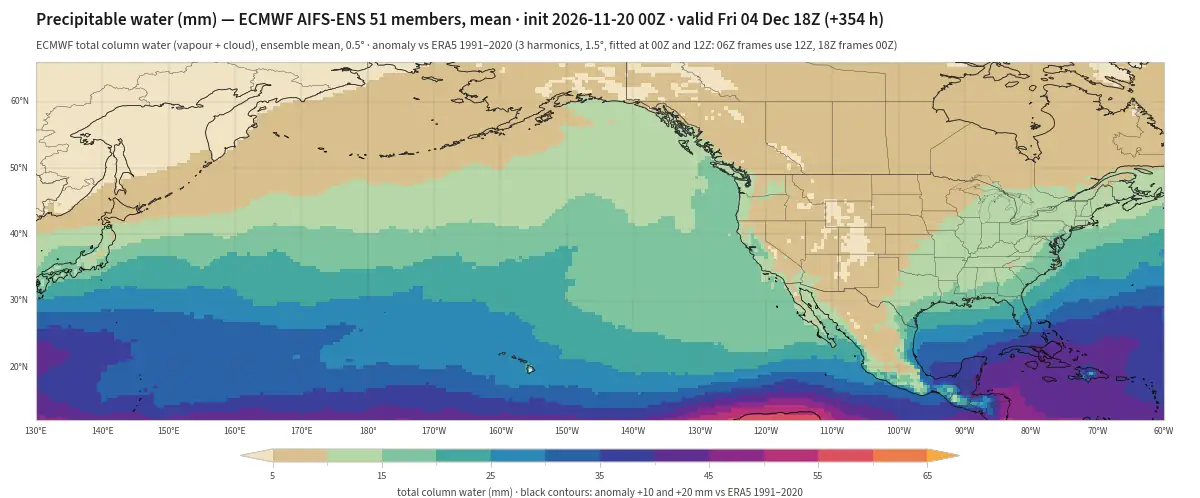 Precipitable water (mm) — ECMWF AIFS-ENS 51 members, mean · init 2026-11-20 00Z · valid Fri 04 Dec 18Z (+354 h)
ECMWF total column water (vapour + cloud), ensemble mean, 0.5° · anomaly vs ERA5 1991–2020 (3 harmonics, 1.5°, fitted at 00Z and 12Z: 06Z frames use 12Z, 18Z frames 00Z)
60°N
50°N
40°N
30°N
20°N
130°E 140°E 150°E 160°E 170°E 180° 170°W 160°W 150°W 140°W 130°W 120°W 110°W 100°W 90°W 80°W 70°W 60°W
5 15 25 35 45 55 65
total column water (mm) · black contours: anomaly +10 and +20 mm vs ERA5 1991–2020